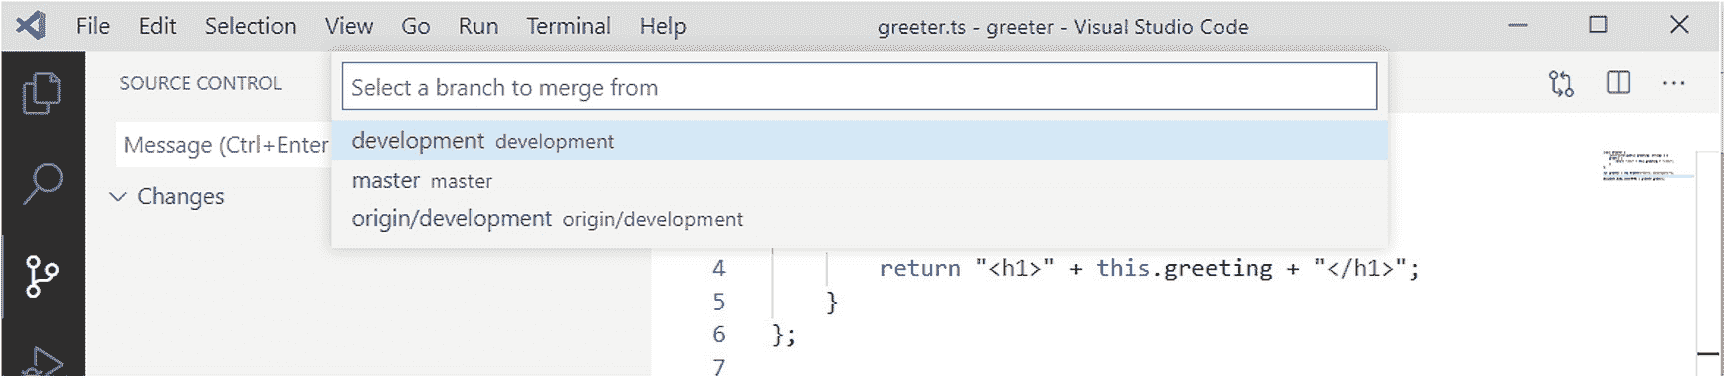 File Edit Selection View Go Run Terminal Help greeter.ts - greeter - Visual Studio Code
SOURCE CONTROL
Select a branch to merge from
Message (Ctrl+Enter
development development
master master
Changes
origin/development origin/development
4 return "<h1>" + this.greeting + "</h1>";
5 }
6 };
7